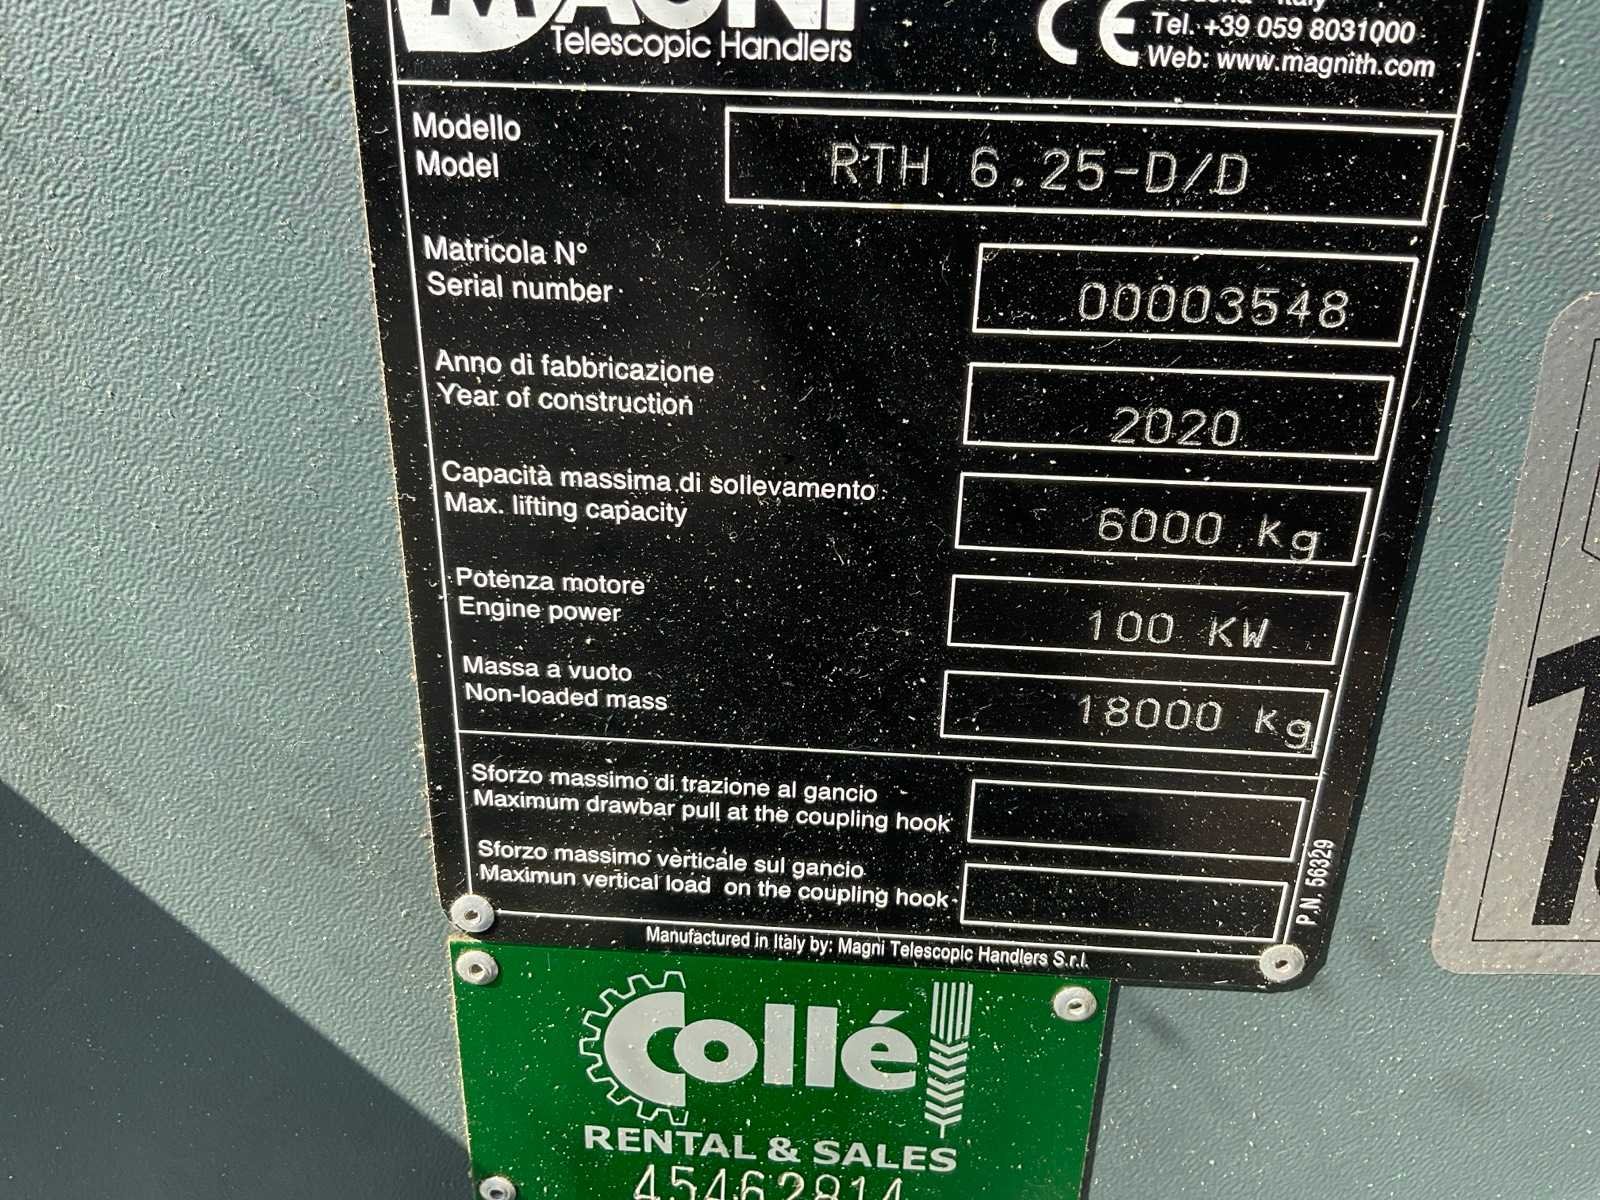 MAGNI
Telescopic Handlers
Tel. +39 059 8031000
Web: www.magnith.com
CE
Modello
Model
RTH 6.25-D/D
Matricola N°
Serial number
00003548
Anno di fabbricazione
Year of construction
2020
Capacità massima di sollevamento
Max. lifting capacity
6000 kg
Potenza motore
Engine power
100 KW
Massa a vuoto
Non-loaded mass
18000 kg
Sforzo massimo di trazione al gancio
Maximum drawbar pull at the coupling hook
Sforzo massimo verticale sul gancio
Maximun vertical load on the coupling hook
P.N. 56329
Manufactured in Italy by: Magni Telescopic Handlers S.r.l.
Collé
RENTAL & SALES
45462814